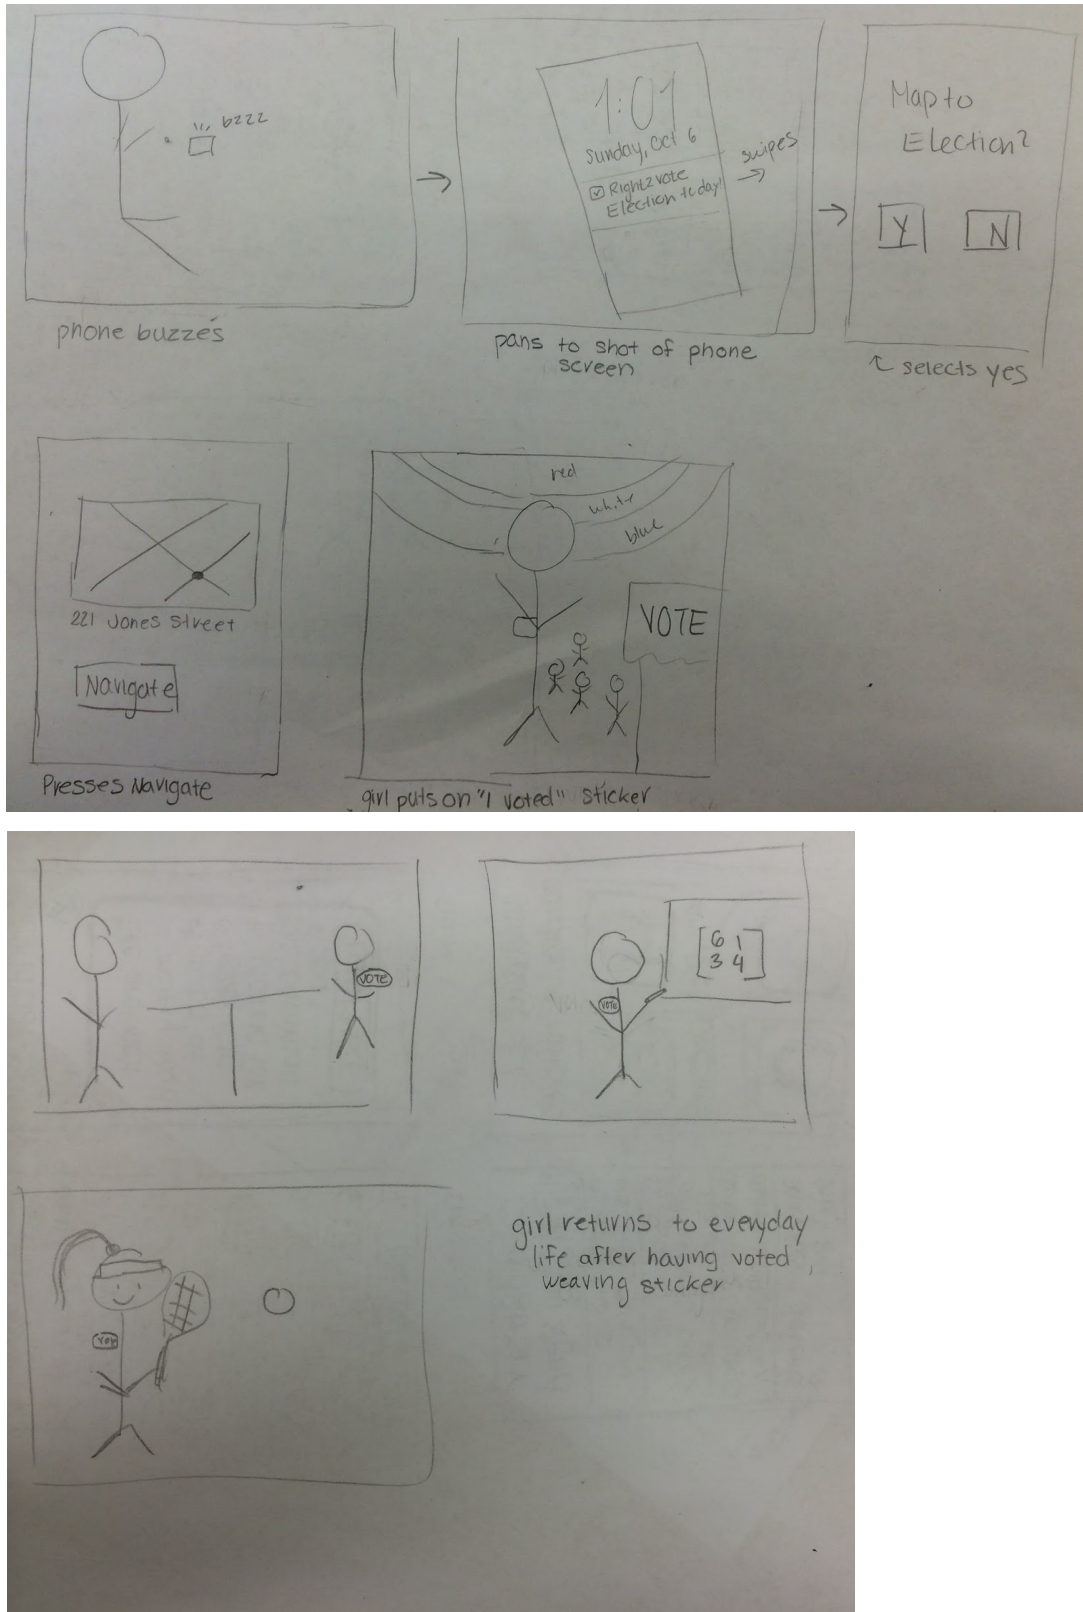 bzzz
phone buzzes
1:01
Sunday, Oct 6
Right2vote
Election today!
swipes
pans to shot of phone
screen
Map to
Election?
Y N
selects yes
221 Jones Street
Navigate
Presses Navigate
red
white
blue
VOTE
girl puts on "I voted" sticker
VOTE
VOTE
6 1
3 4
VOTE
girl returns to everyday
life after having voted,
wearing sticker